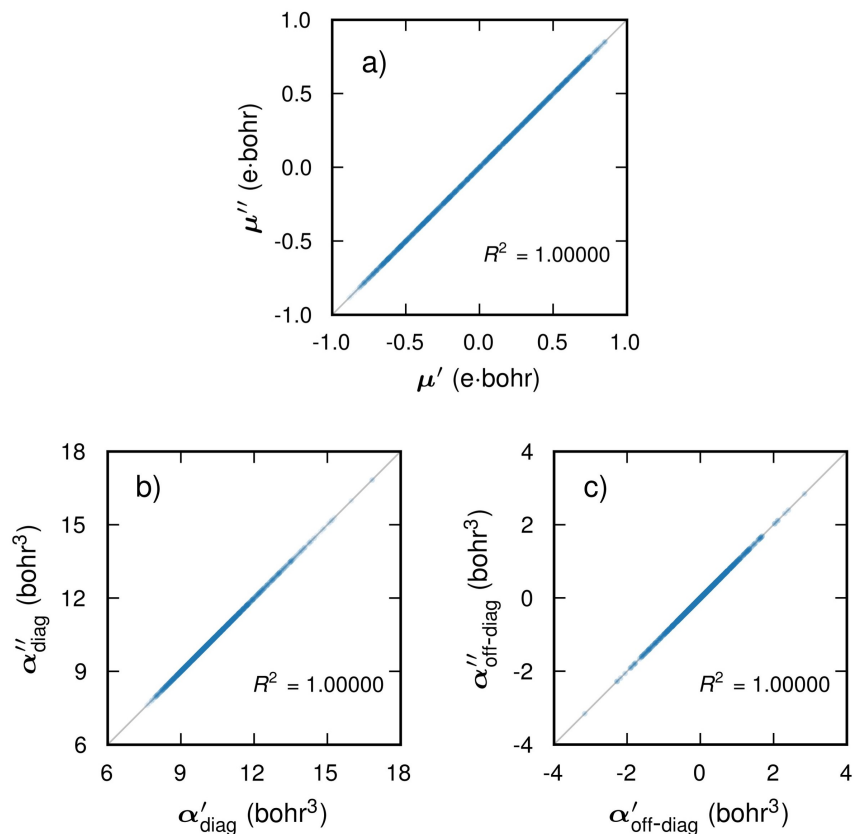 1.0
a)
0.5
0.0
-0.5
-1.0
μ′′ (e·bohr)
R² = 1.00000
-1.0 -0.5 0.0 0.5 1.0
μ′ (e·bohr)
18
b)
15
12
9
6
α′′diag (bohr³)
R² = 1.00000
6 9 12 15 18
α′diag (bohr³)
4
c)
2
0
-2
-4
α′′off-diag (bohr³)
R² = 1.00000
-4 -2 0 2 4
α′off-diag (bohr³)